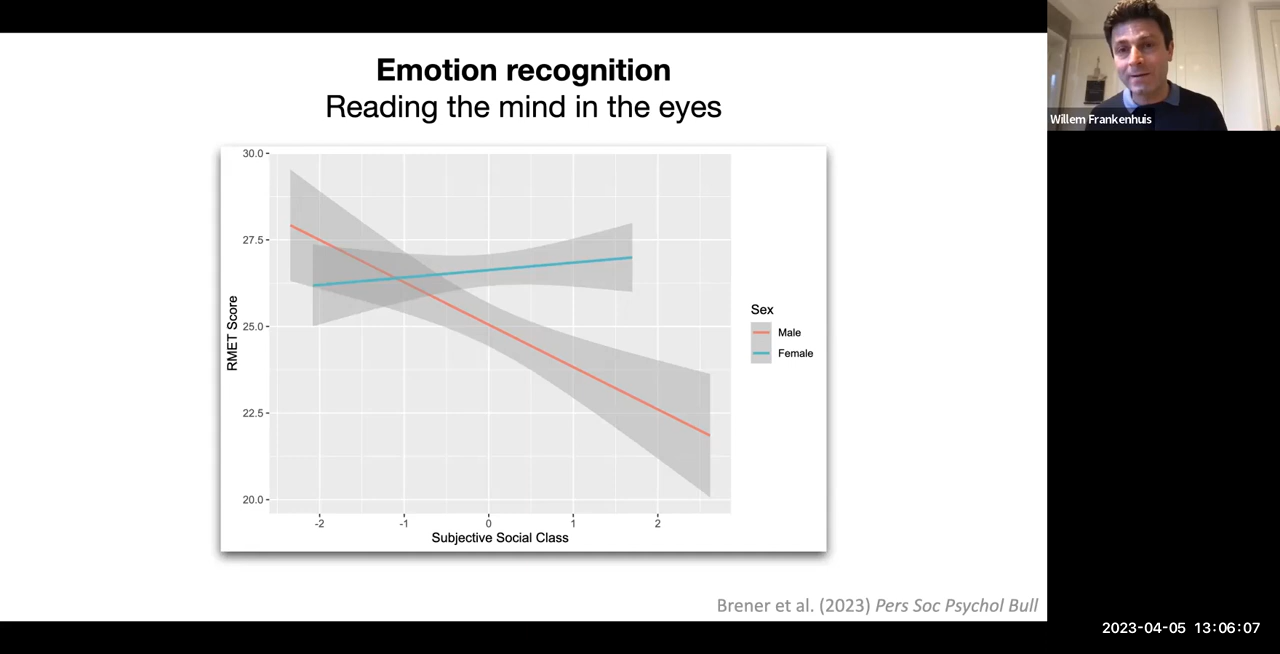 Emotion recognition
Reading the mind in the eyes
Willem Frankenhuis
30.0
27.5
25.0
22.5
20.0
RMET Score
-2 -1 0 1 2
Subjective Social Class
Sex
Male
Female
Brener et al. (2023) Pers Soc Psychol Bull
2023-04-05 13:06:07